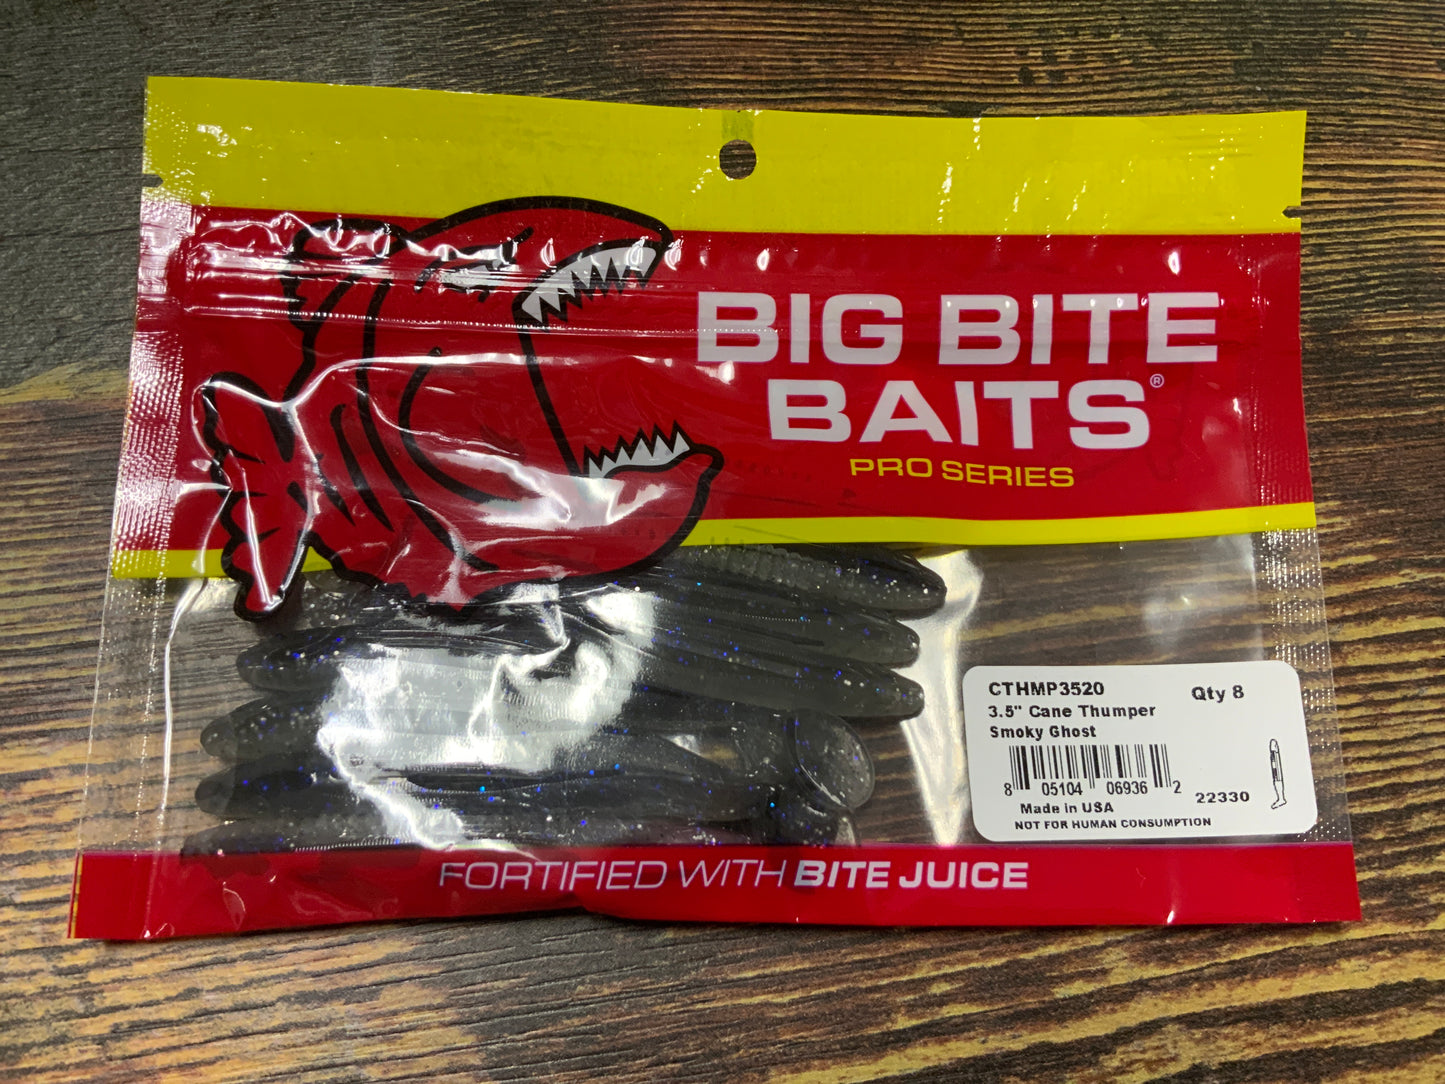 BIG BITE
BAITS®
PRO SERIES
CTHMP3520 Qty 8
3.5" Cane Thumper
Smoky Ghost
8 05104 06936 2
Made in USA 22330
NOT FOR HUMAN CONSUMPTION
FORTIFIED WITH BITE JUICE